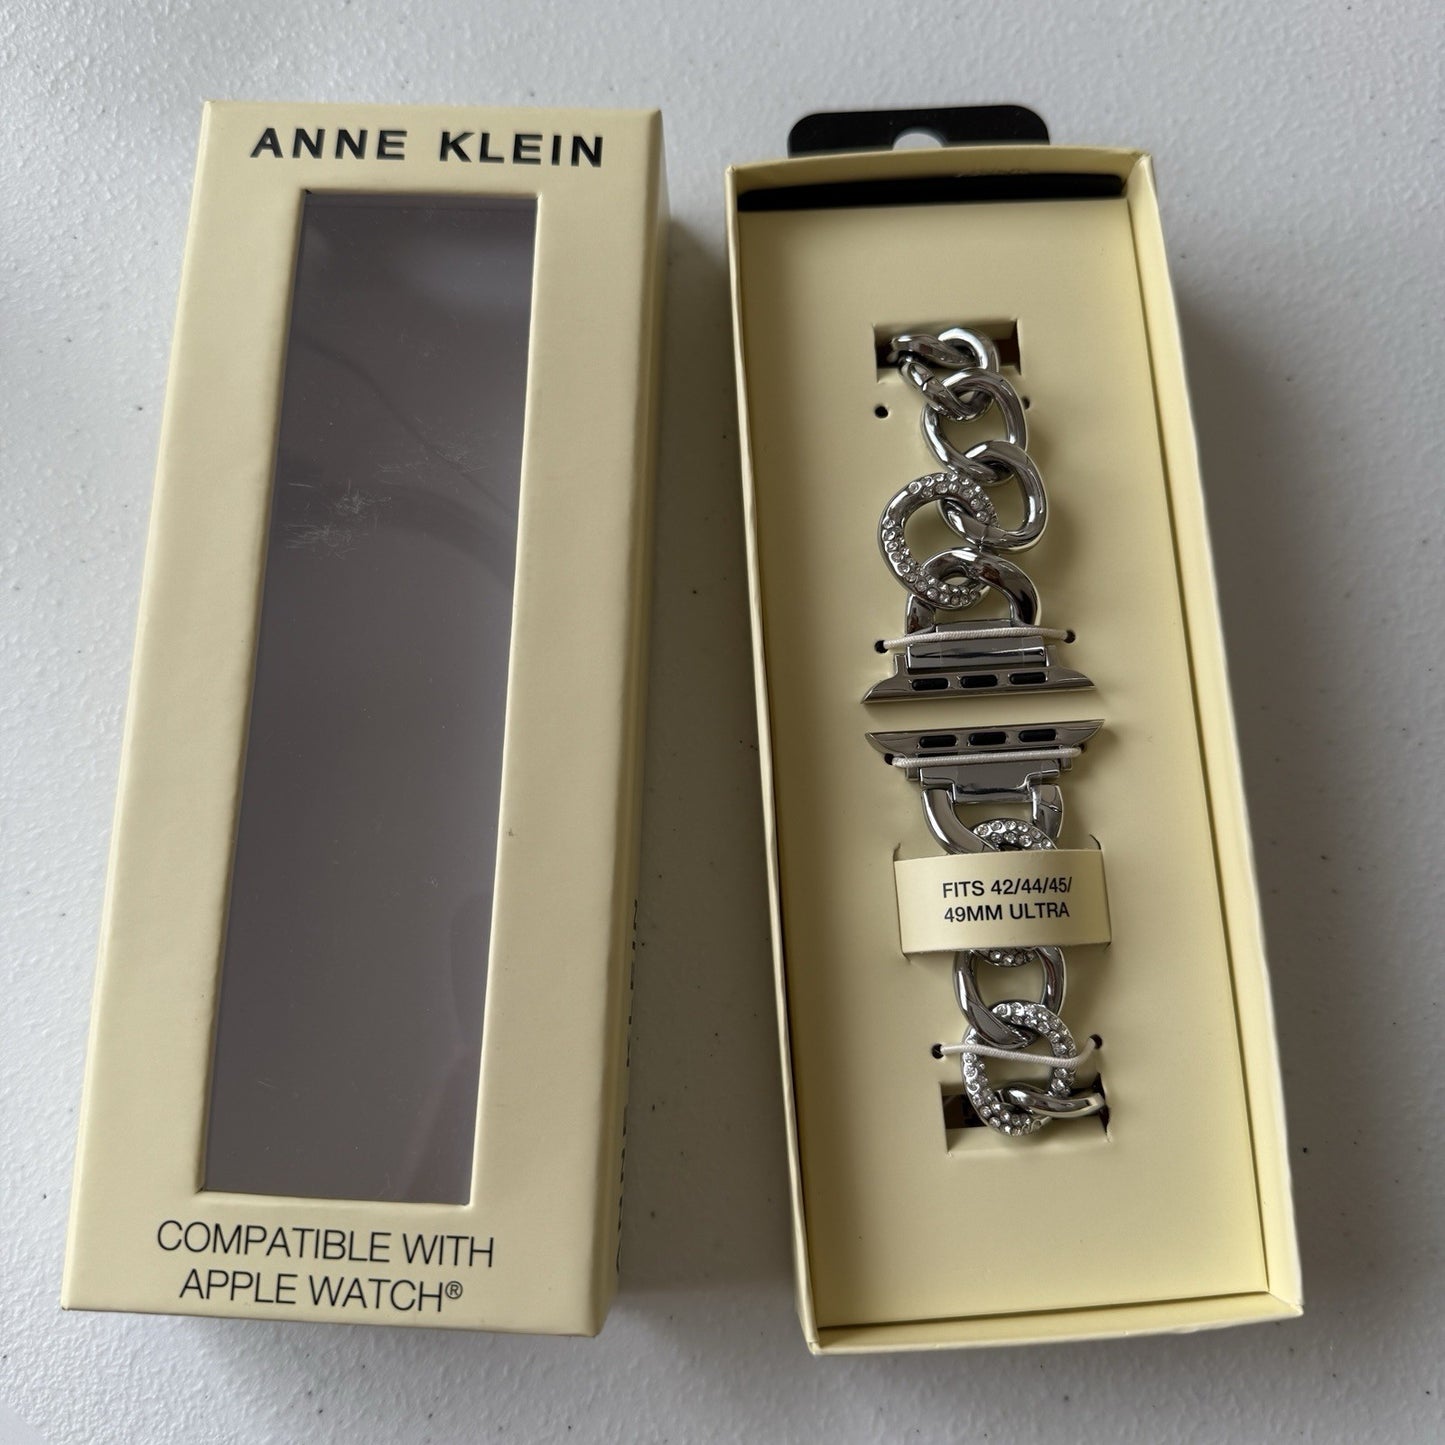 ANNE KLEIN
COMPATIBLE WITH
APPLE WATCH®
FITS 42/44/45/
49MM ULTRA